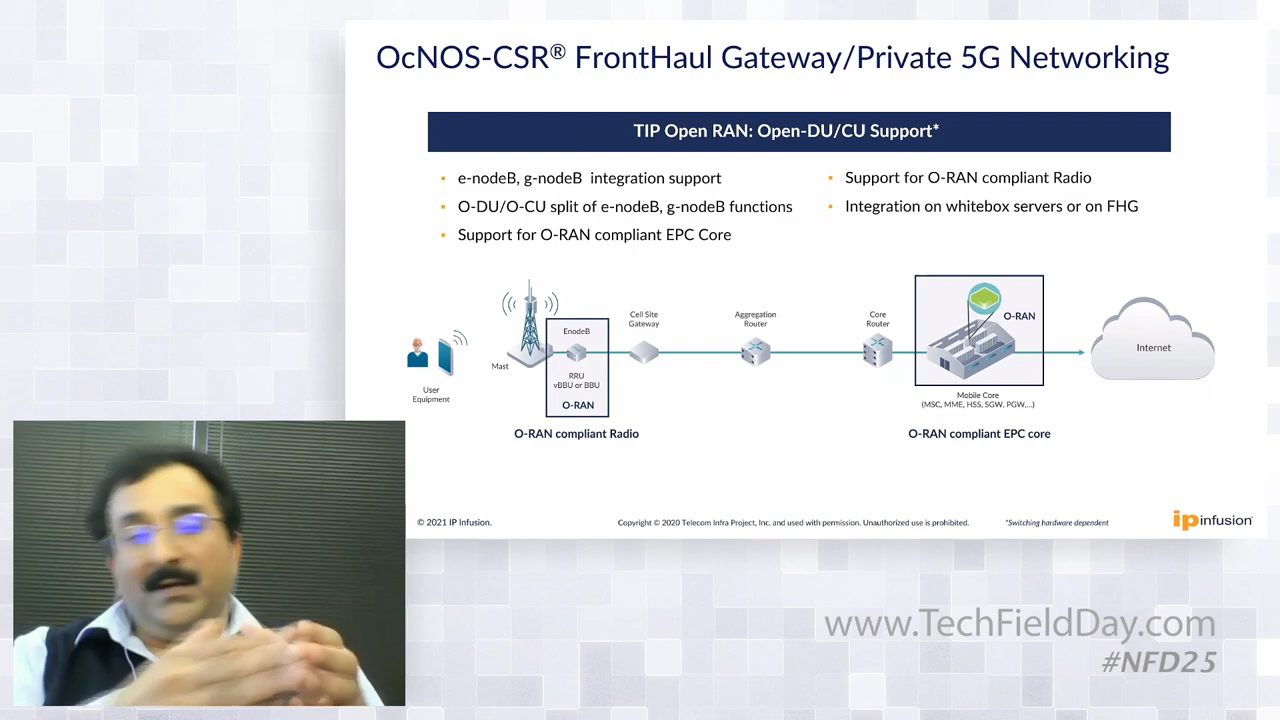 OcNOS-CSR® FrontHaul Gateway/Private 5G Networking
TIP Open RAN: Open-DU/CU Support*
▪ e-nodeB, g-nodeB integration support
▪ O-DU/O-CU split of e-nodeB, g-nodeB functions
▪ Support for O-RAN compliant EPC Core
▪ Support for O-RAN compliant Radio
▪ Integration on whitebox servers or on FHG
User
Equipment
Mast
EnodeB
RRU
vBBU or BBU
O-RAN
O-RAN compliant Radio
Cell Site
Gateway
Aggregation
Router
Core
Router
O-RAN
Mobile Core
(MSC, MME, HSS, SGW, PGW,...)
O-RAN compliant EPC core
Internet
© 2021 IP Infusion.
Copyright © 2020 Telecom Infra Project, Inc. and used with permission. Unauthorized use is prohibited.
*Switching hardware dependent
ipinfusion™
www.TechFieldDay.com
#NFD25